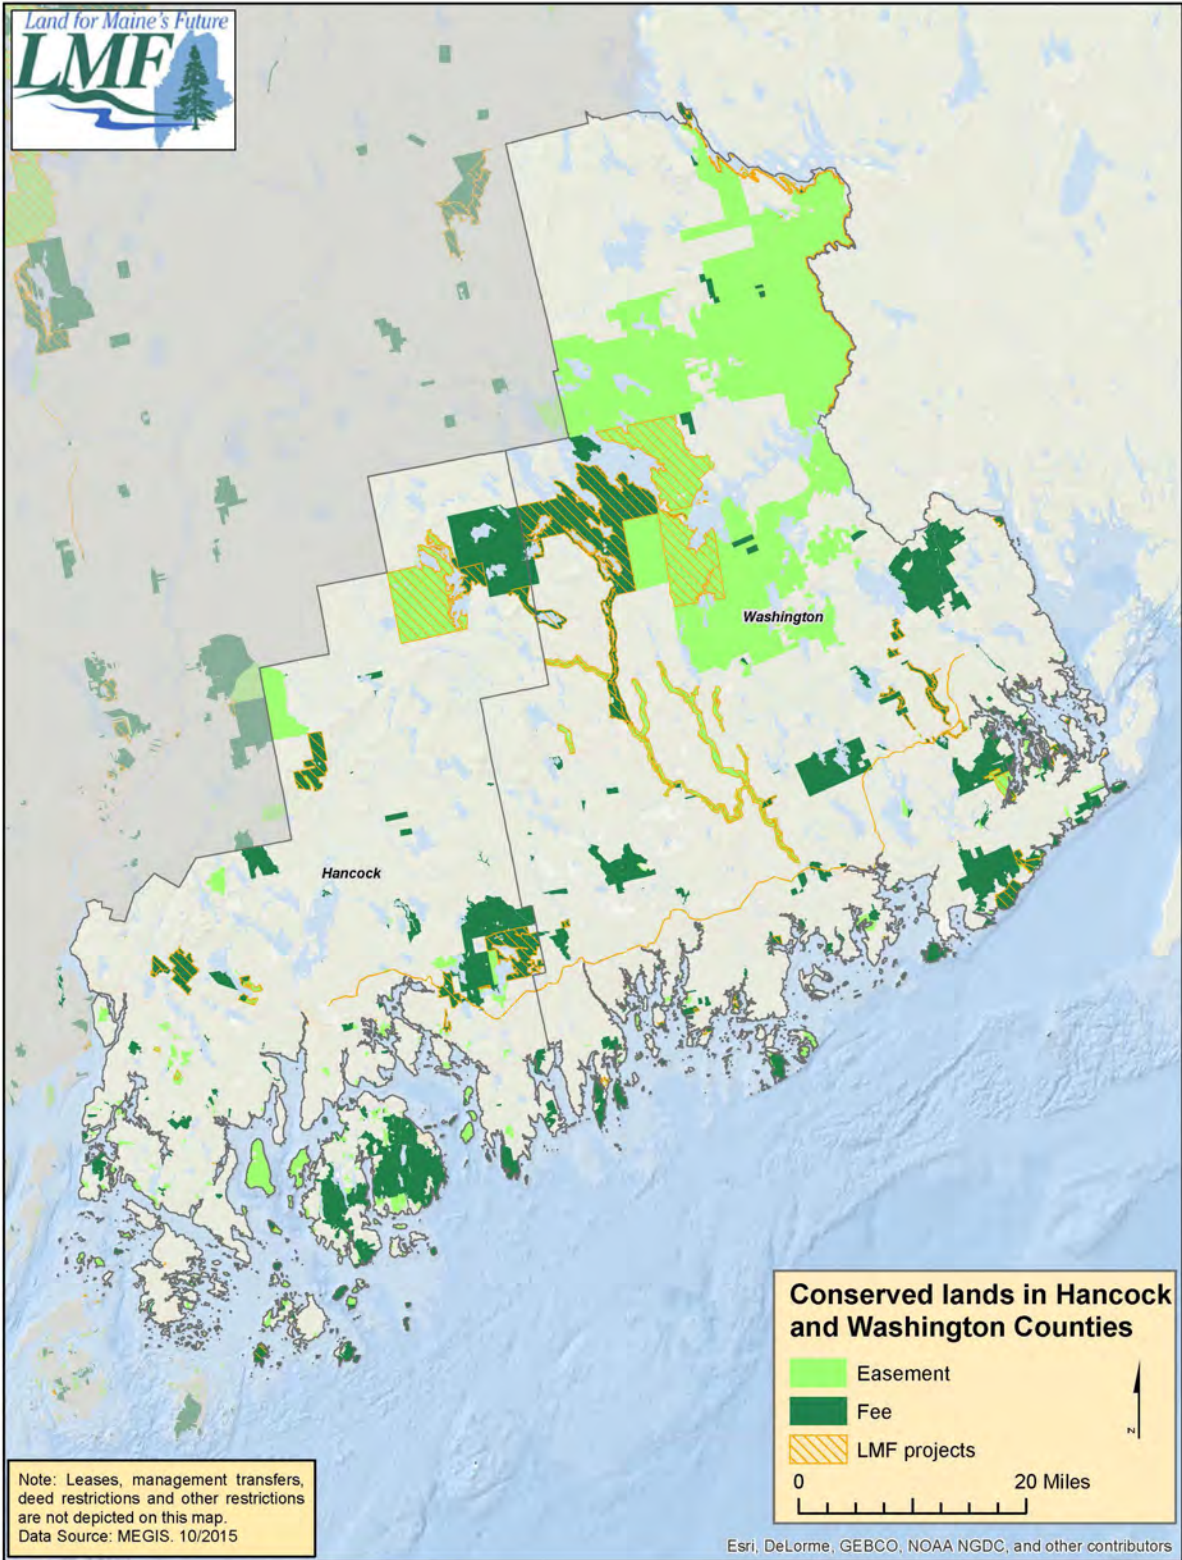 Land for Maine's Future
LMF
Washington
Hancock
Conserved lands in Hancock
and Washington Counties
Easement
Fee
LMF projects
N
0 20 Miles
Note: Leases, management transfers,
deed restrictions and other restrictions
are not depicted on this map.
Data Source: MEGIS. 10/2015
Esri, DeLorme, GEBCO, NOAA NGDC, and other contributors